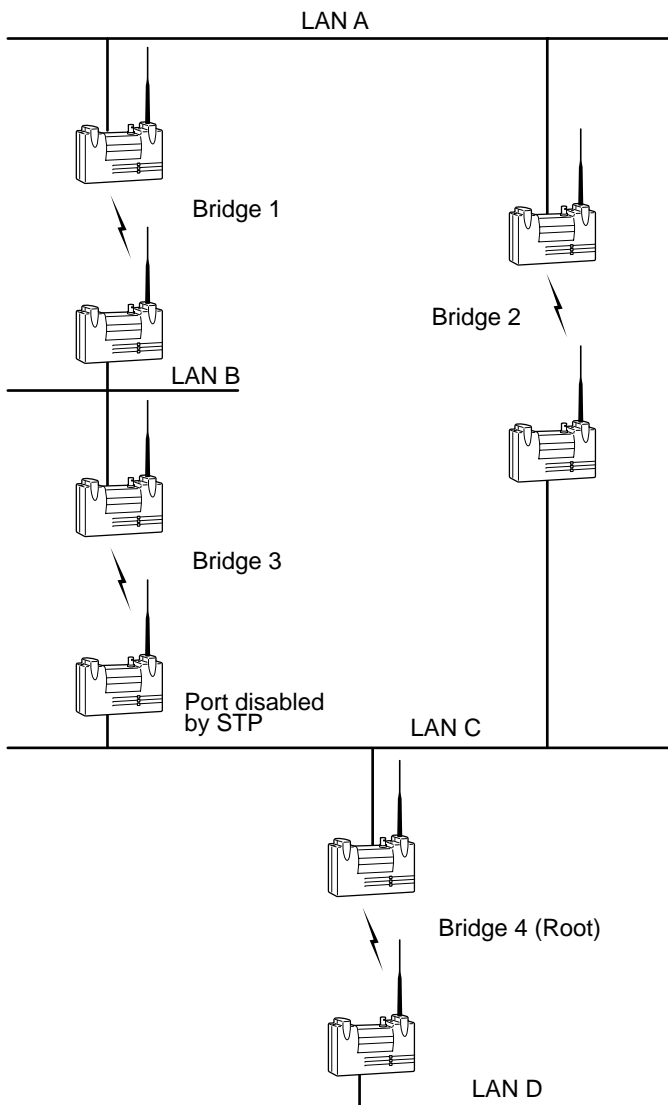 LAN A
Bridge 1
Bridge 2
LAN B
Bridge 3
Port disabled
by STP
LAN C
Bridge 4 (Root)
LAN D